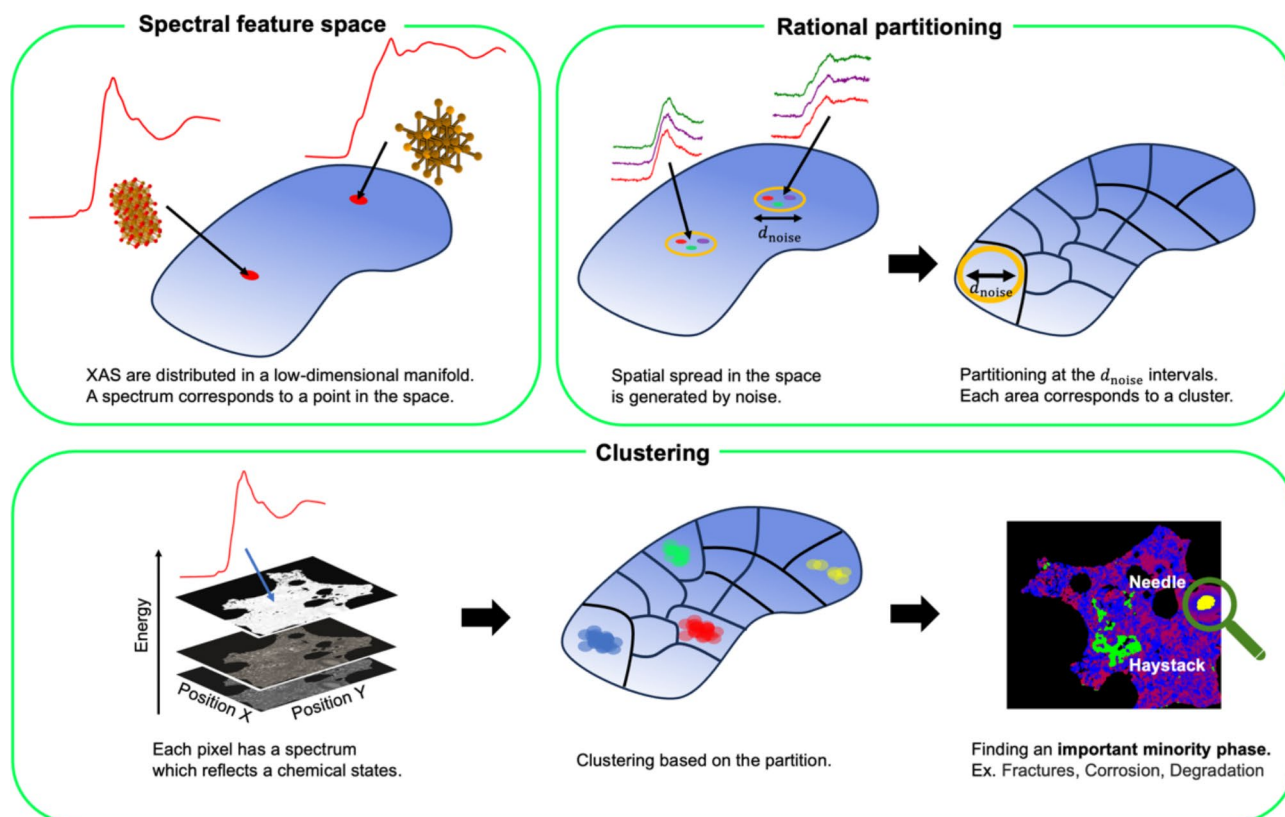 Spectral feature space
XAS are distributed in a low-dimensional manifold.
A spectrum corresponds to a point in the space.
Rational partitioning
d_noise
d_noise
Spatial spread in the space
is generated by noise.
Partitioning at the d_noise intervals.
Each area corresponds to a cluster.
Clustering
Energy
Position X
Position Y
Each pixel has a spectrum
which reflects a chemical states.
Clustering based on the partition.
Needle
Haystack
Finding an important minority phase.
Ex. Fractures, Corrosion, Degradation